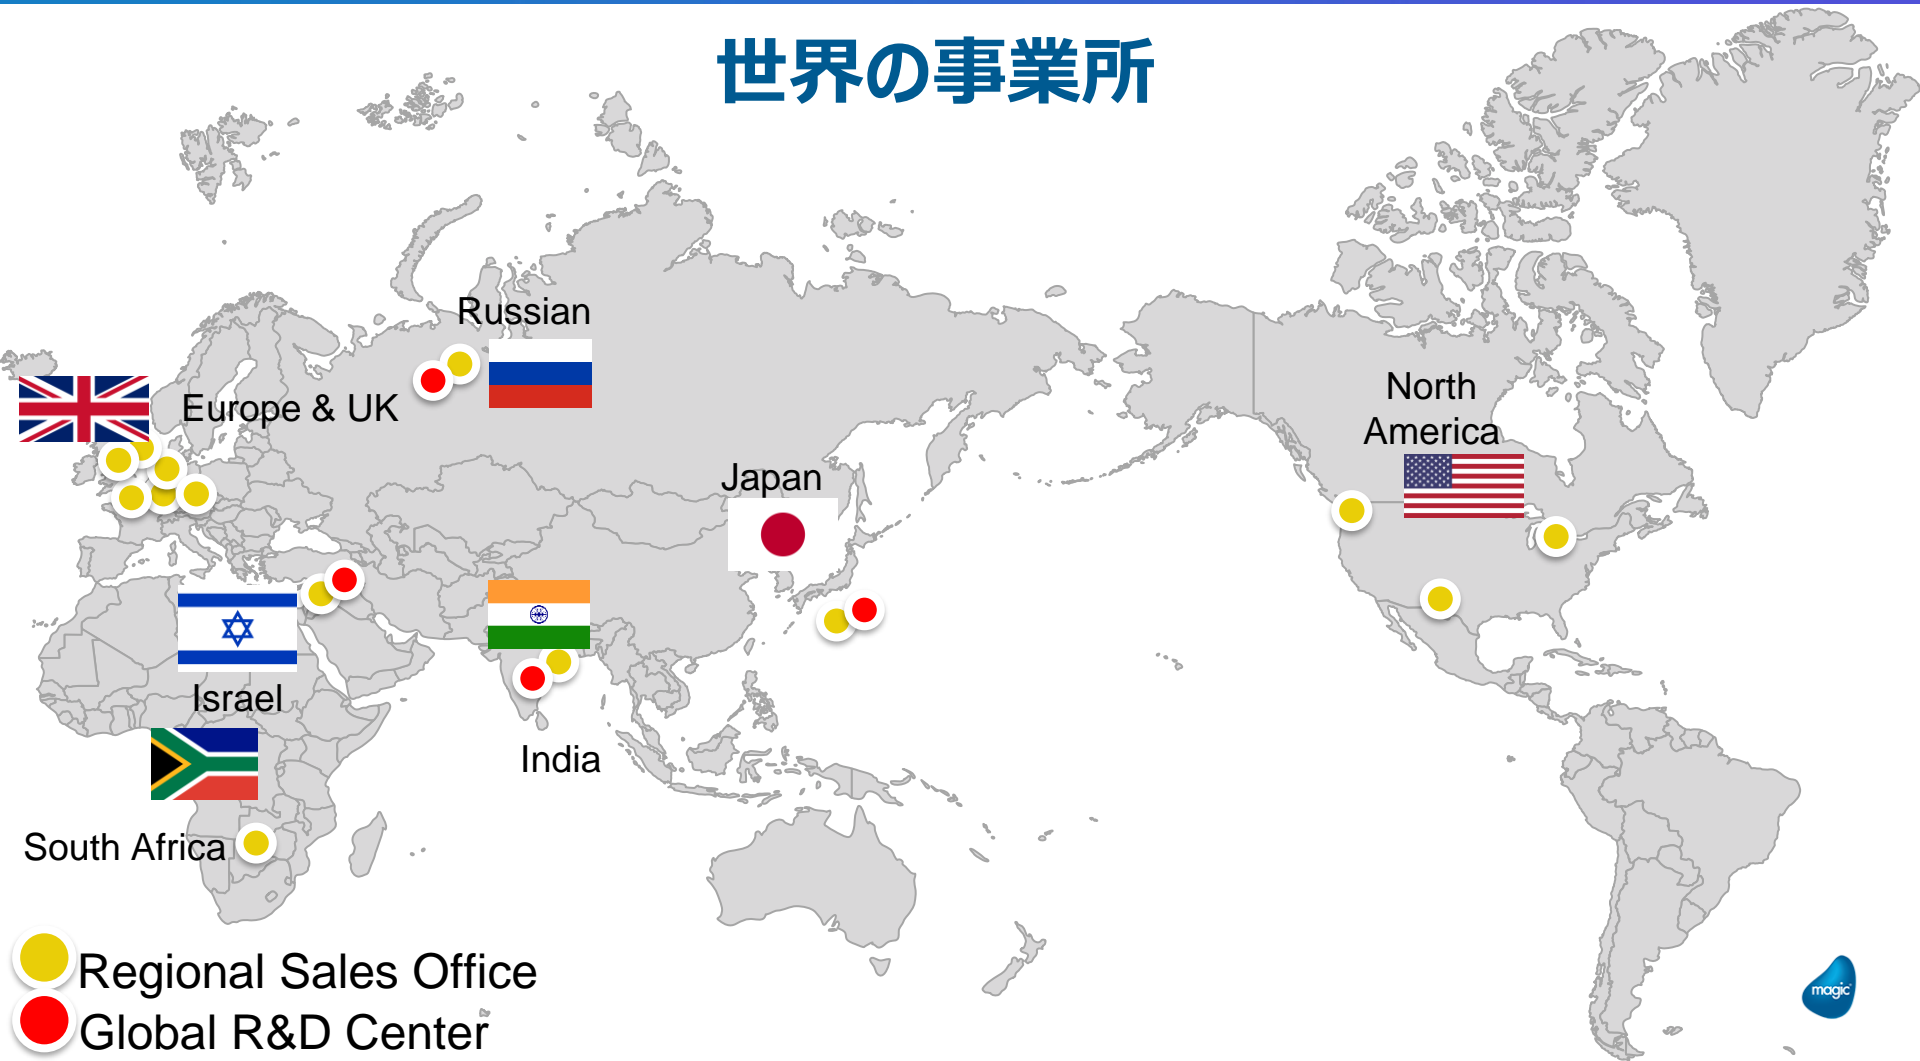 世界の事業所
Russian
Europe & UK
North
America
Japan
Israel
India
South Africa
Regional Sales Office
Global R&D Center
magic